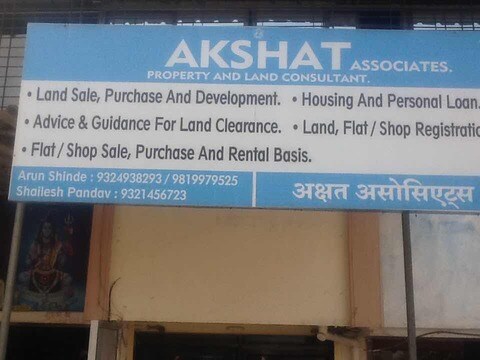 AKSHAT ASSOCIATES.
PROPERTY AND LAND CONSULTANT.
• Land Sale, Purchase And Development. • Housing And Personal Loan.
• Advice & Guidance For Land Clearance. • Land, Flat / Shop Registratio
• Flat / Shop Sale, Purchase And Rental Basis.
Arun Shinde : 9324938293 / 9819979525
Shailesh Pandav : 9321456723
अक्षत असोसिएट्स